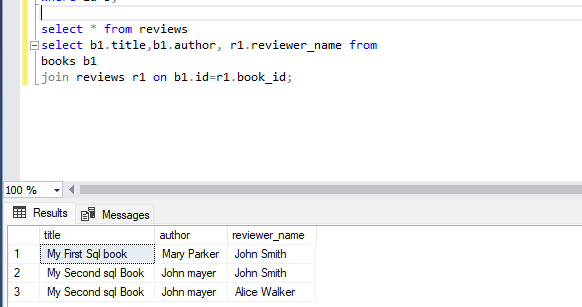 select * from reviews
select b1.title,b1.author, r1.reviewer_name from
books b1
join reviews r1 on b1.id=r1.book_id;
100 %
Results Messages
title author reviewer_name
1 My First Sql book Mary Parker John Smith
2 My Second sql Book John mayer John Smith
3 My Second sql Book John mayer Alice Walker